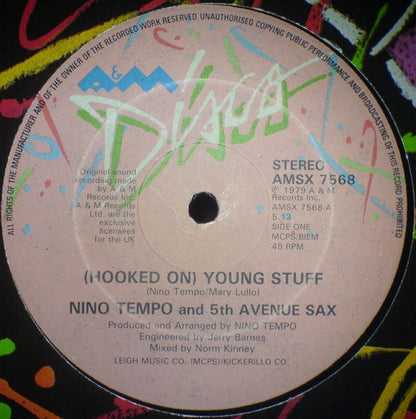 ALL RIGHTS OF THE MANUFACTURER AND OF THE OWNER OF THE RECORDED WORK RESERVED UNAUTHORISED COPYING PUBLIC PERFORMANCE AND BROADCASTING OF THIS RECORD PROHIBITED
A&M
Disco
STEREO
AMSX 7568
Original sound
recording made
by A & M
Records Inc.
A & M Records
Ltd. are the
exclusive
licensees
for the UK
℗ 1979 A & M
Records Inc.
AMSX 7568-A
5.13
SIDE ONE
MCPS/BIEM
45 RPM
(HOOKED ON) YOUNG STUFF
(Nino Tempo/Mary Lullo)
NINO TEMPO and 5th AVENUE SAX
Produced and Arranged by NINO TEMPO
Engineered by Jerry Barnes
Mixed by Norm Kinney
LEIGH MUSIC CO. (MCPS)/KICKERILLO CO.